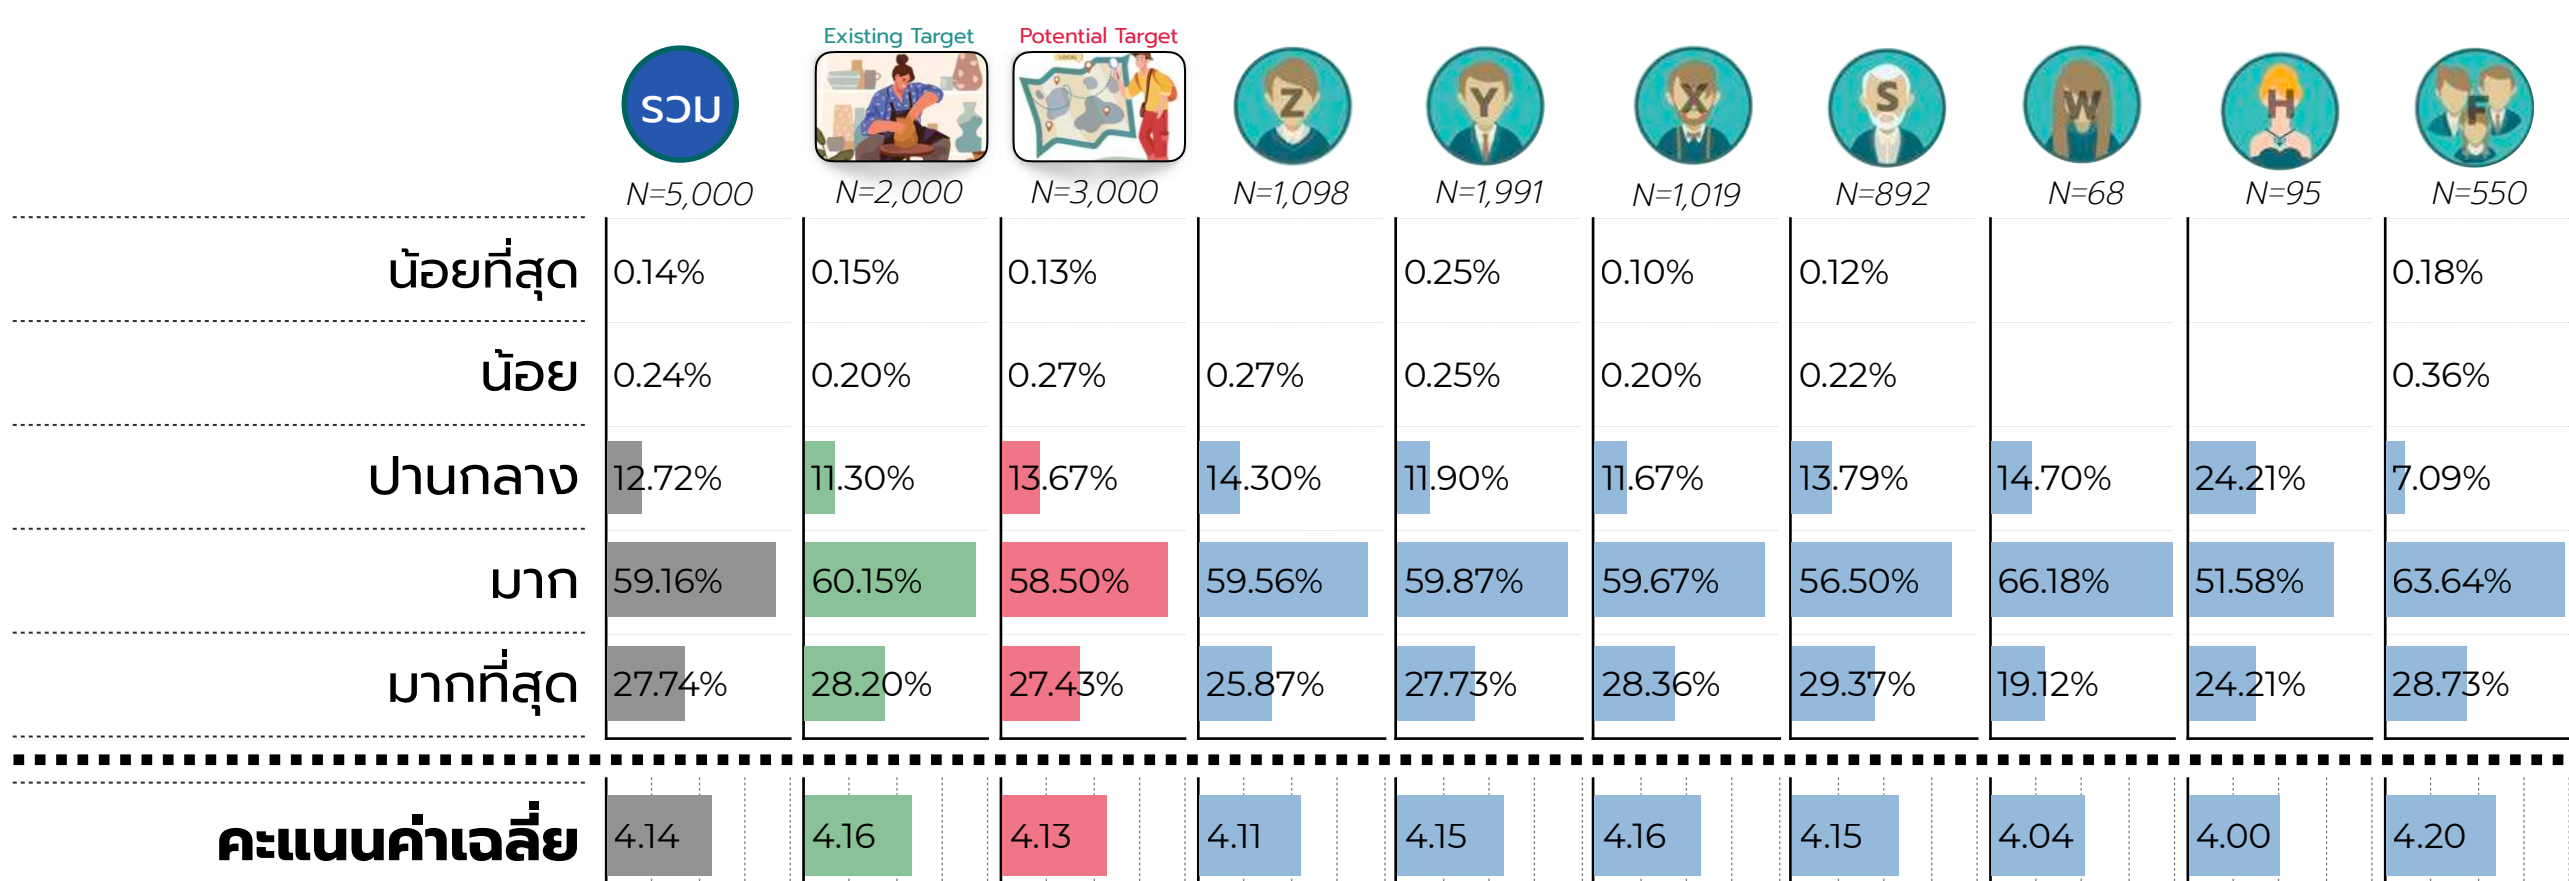 Existing Target Potential Target
LOCAL
รวม Z Y X S W H F
N=5,000 N=2,000 N=3,000 N=1,098 N=1,991 N=1,019 N=892 N=68 N=95 N=550
น้อยที่สุด 0.14% 0.15% 0.13% 0.25% 0.10% 0.12% 0.18%
น้อย 0.24% 0.20% 0.27% 0.27% 0.25% 0.20% 0.22% 0.36%
ปานกลาง 12.72% 11.30% 13.67% 14.30% 11.90% 11.67% 13.79% 14.70% 24.21% 7.09%
มาก 59.16% 60.15% 58.50% 59.56% 59.87% 59.67% 56.50% 66.18% 51.58% 63.64%
มากที่สุด 27.74% 28.20% 27.43% 25.87% 27.73% 28.36% 29.37% 19.12% 24.21% 28.73%
คะแนนค่าเฉลี่ย 4.14 4.16 4.13 4.11 4.15 4.16 4.15 4.04 4.00 4.20